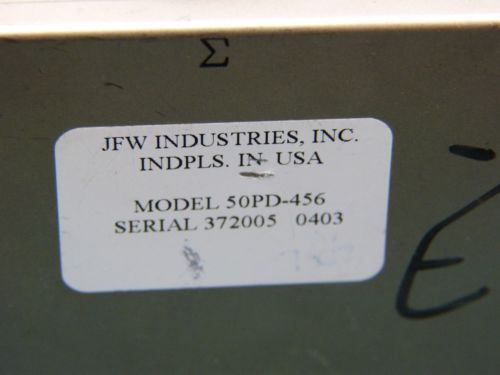 Σ
JFW INDUSTRIES, INC.
INDPLS. IN USA
MODEL 50PD-456
SERIAL 372005 0403